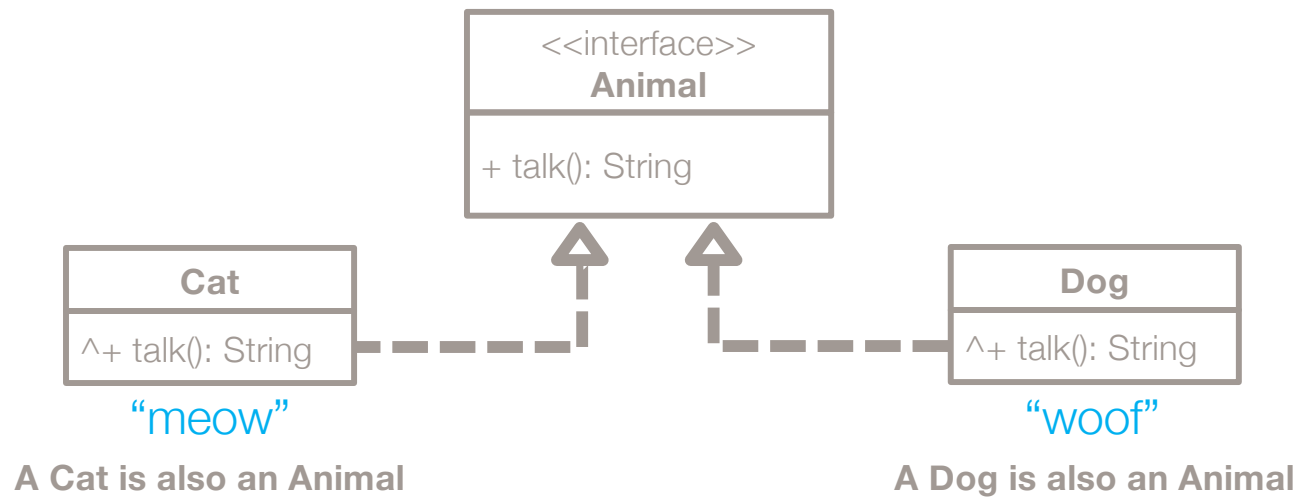 <<interface>>
Animal
+ talk(): String
Cat
^+ talk(): String
“meow”
A Cat is also an Animal
Dog
^+ talk(): String
“woof”
A Dog is also an Animal